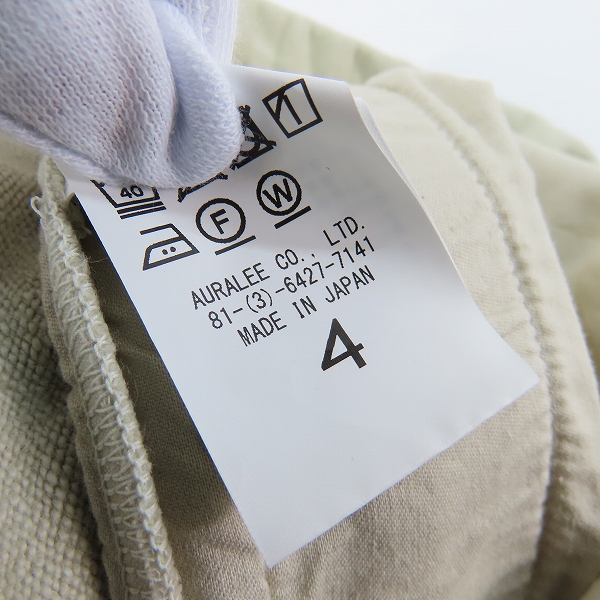 40
F W
AURALEE CO., LTD.
81-(3)-6427-7141
MADE IN JAPAN
4